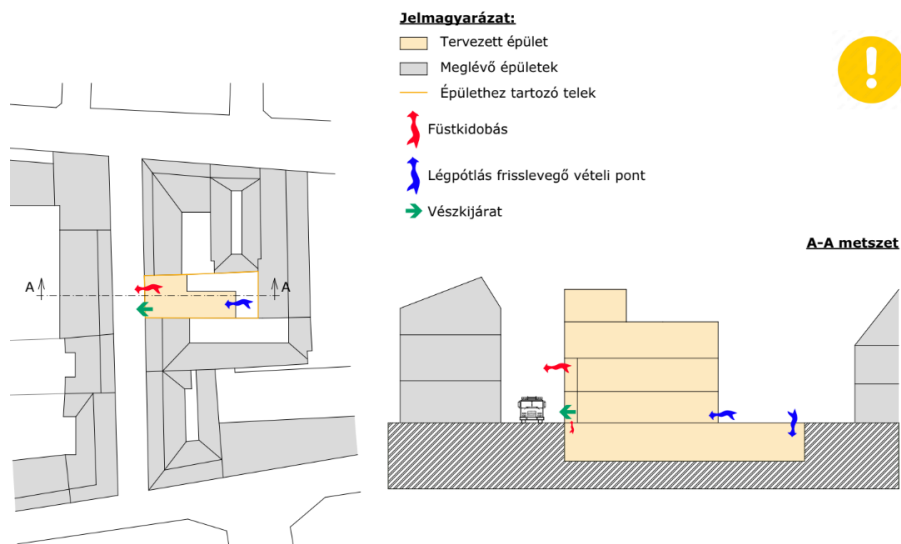 Jelmagyarázat:
Tervezett épület
Meglévő épületek
Épülethez tartozó telek
Füstkidobás
Légpótlás frisslevegő vételi pont
Vészkijárat
A-A metszet
A
A